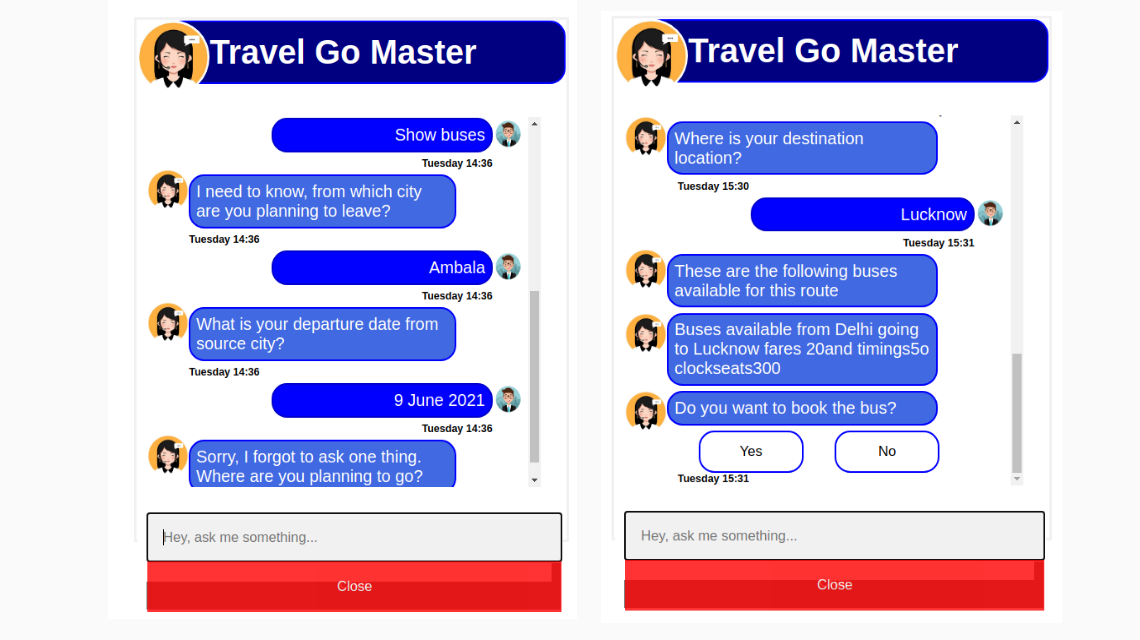 Travel Go Master
Show buses
Tuesday 14:36
I need to know, from which city
are you planning to leave?
Tuesday 14:36
Ambala
Tuesday 14:36
What is your departure date from
source city?
Tuesday 14:36
9 June 2021
Tuesday 14:36
Sorry, I forgot to ask one thing.
Where are you planning to go?
Hey, ask me something...
Close
Travel Go Master
Where is your destination
location?
Tuesday 15:30
Lucknow
Tuesday 15:31
These are the following buses
available for this route
Buses available from Delhi going
to Lucknow fares 20and timings5o
clockseats300
Do you want to book the bus?
Yes No
Tuesday 15:31
Hey, ask me something...
Close